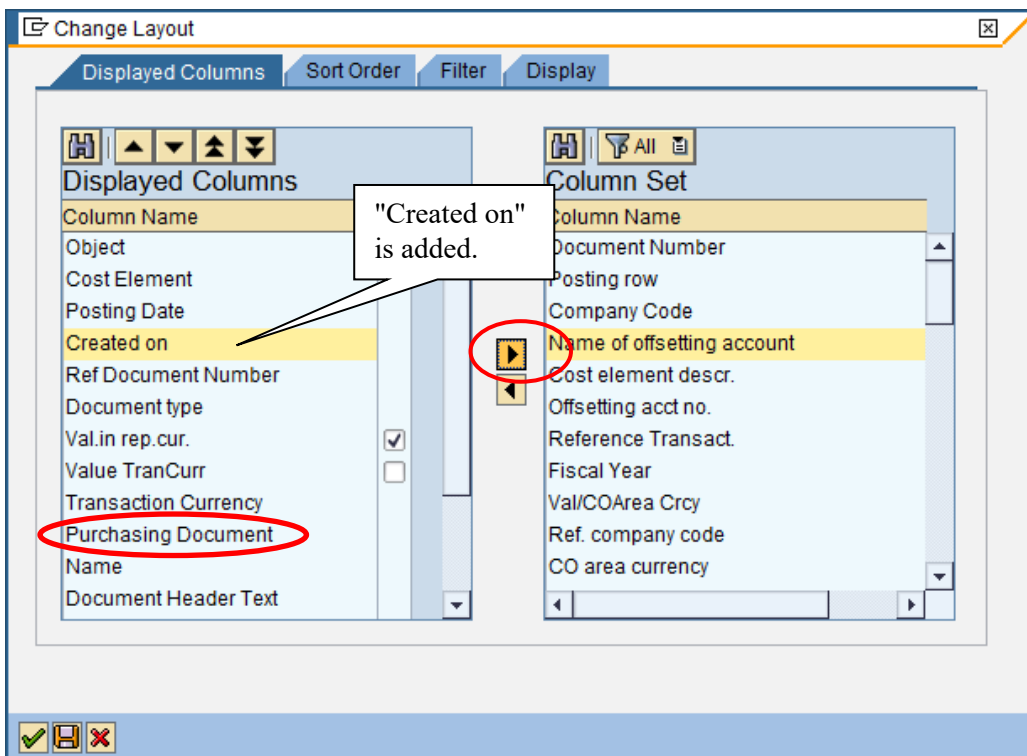 Change Layout
Displayed Columns
Sort Order
Filter
Display
Displayed Columns
Column Name
Object
Cost Element
Posting Date
Created on
Ref Document Number
Document type
Val.in rep.cur.
Value TranCurr
Transaction Currency
Purchasing Document
Name
Document Header Text
"Created on"
is added.
All
Column Set
Column Name
Document Number
Posting row
Company Code
Name of offsetting account
Cost element descr.
Offsetting acct no.
Reference Transact.
Fiscal Year
Val/COArea Crcy
Ref. company code
CO area currency